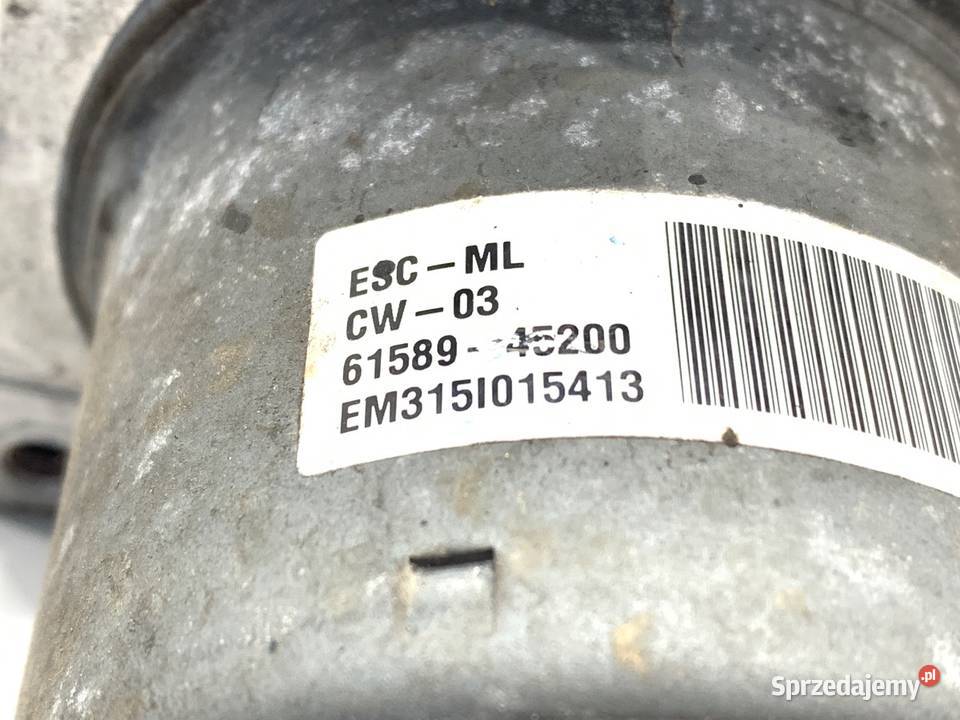 ESC-ML
CW-03
61589-45200
EM315I015413
Sprzedajemy.pl